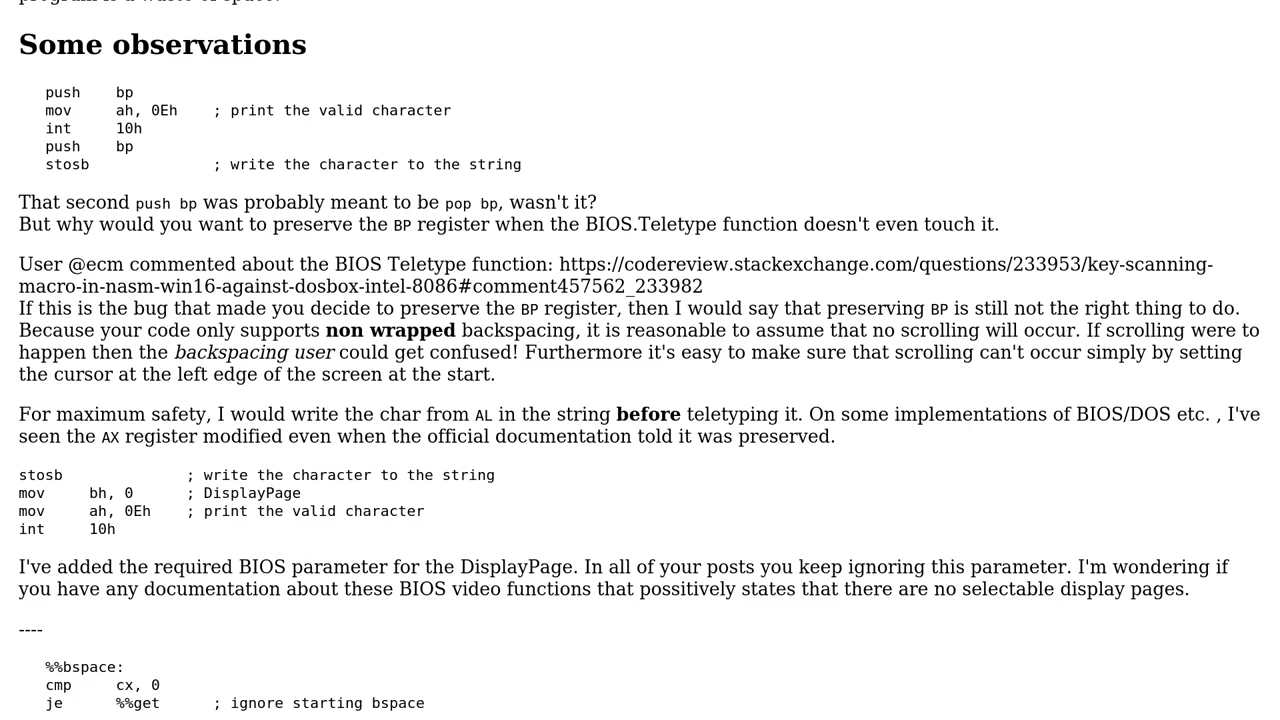 Some observations
push bp
mov ah, 0Eh ; print the valid character
int 10h
push bp
stosb ; write the character to the string
That second push bp was probably meant to be pop bp, wasn't it?
But why would you want to preserve the BP register when the BIOS.Teletype function doesn't even touch it.
User @ecm commented about the BIOS Teletype function: https://codereview.stackexchange.com/questions/233953/key-scanning-
macro-in-nasm-win16-against-dosbox-intel-8086#comment457562_233982
If this is the bug that made you decide to preserve the BP register, then I would say that preserving BP is still not the right thing to do.
Because your code only supports non wrapped backspacing, it is reasonable to assume that no scrolling will occur. If scrolling were to
happen then the backspacing user could get confused! Furthermore it's easy to make sure that scrolling can't occur simply by setting
the cursor at the left edge of the screen at the start.
For maximum safety, I would write the char from AL in the string before teletyping it. On some implementations of BIOS/DOS etc. , I've
seen the AX register modified even when the official documentation told it was preserved.
stosb ; write the character to the string
mov bh, 0 ; DisplayPage
mov ah, 0Eh ; print the valid character
int 10h
I've added the required BIOS parameter for the DisplayPage. In all of your posts you keep ignoring this parameter. I'm wondering if
you have any documentation about these BIOS video functions that possitively states that there are no selectable display pages.
----
%%bspace:
cmp cx, 0
je %%get ; ignore starting bspace